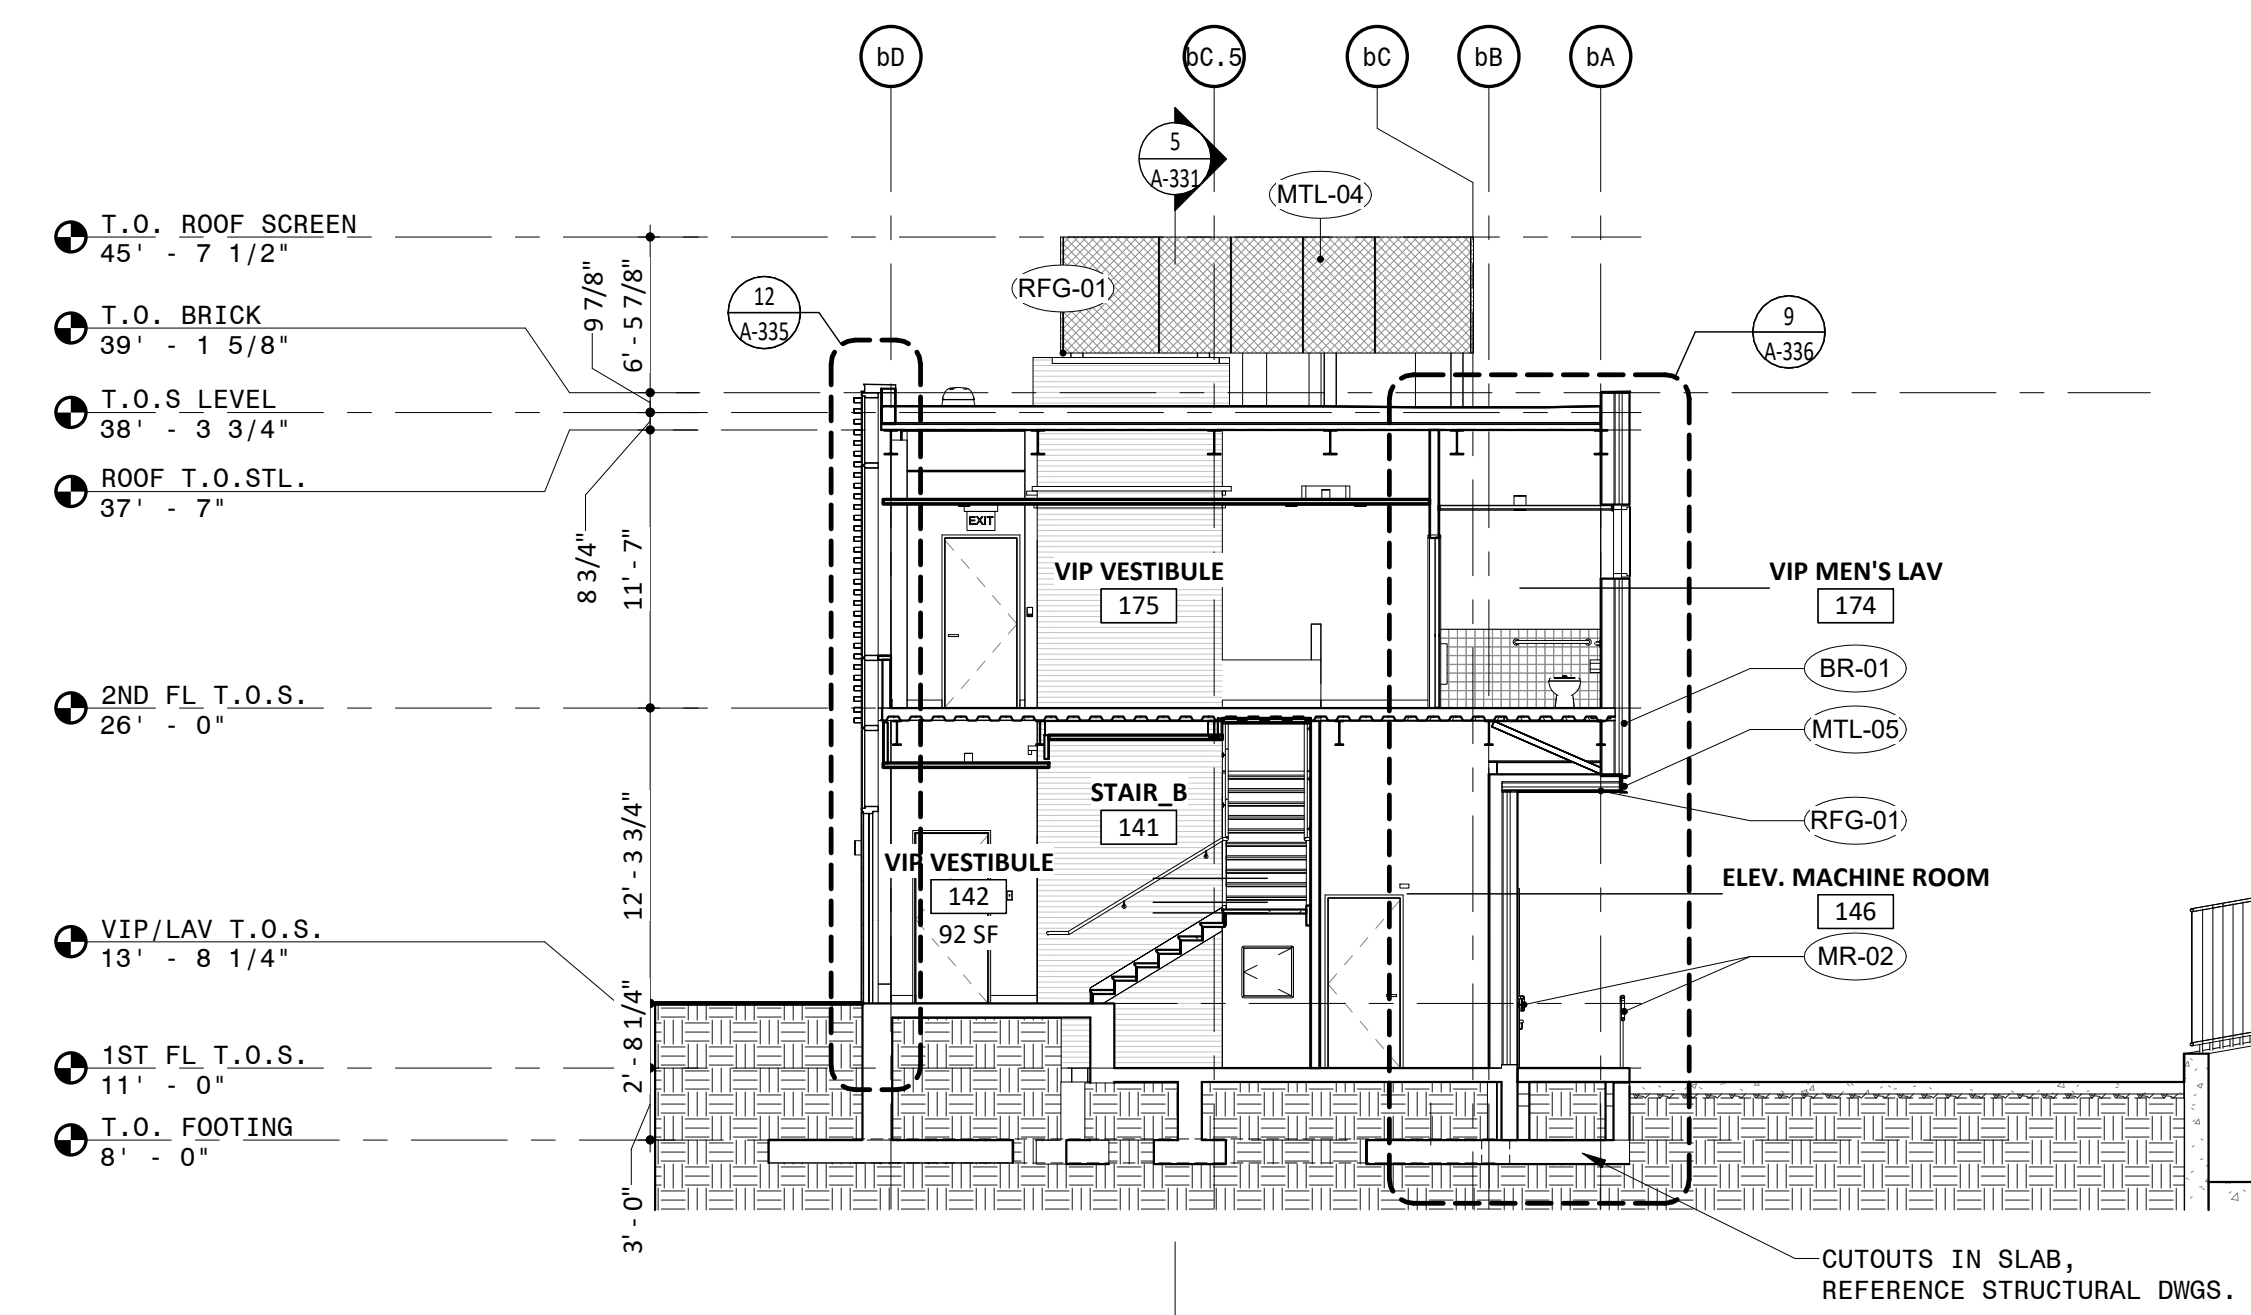 bD
bC.5
bC
bB
bA
5
A-331
MTL-04
T.O. ROOF SCREEN
45' - 7 1/2"
9 7/8"
6' - 5 7/8"
RFG-01
12
A-335
9
A-336
T.O. BRICK
39' - 1 5/8"
T.O.S LEVEL
38' - 3 3/4"
ROOF T.O.STL.
37' - 7"
8 3/4"
11' - 7"
EXIT
VIP VESTIBULE
175
VIP MEN'S LAV
174
BR-01
2ND FL T.O.S.
26' - 0"
MTL-05
STAIR_B
141
RFG-01
12' - 3 3/4"
VIP VESTIBULE
142
92 SF
ELEV. MACHINE ROOM
146
MR-02
VIP/LAV T.O.S.
13' - 8 1/4"
2' - 8 1/4"
1ST FL T.O.S.
11' - 0"
T.O. FOOTING
8' - 0"
3' - 0"
CUTOUTS IN SLAB,
REFERENCE STRUCTURAL DWGS.